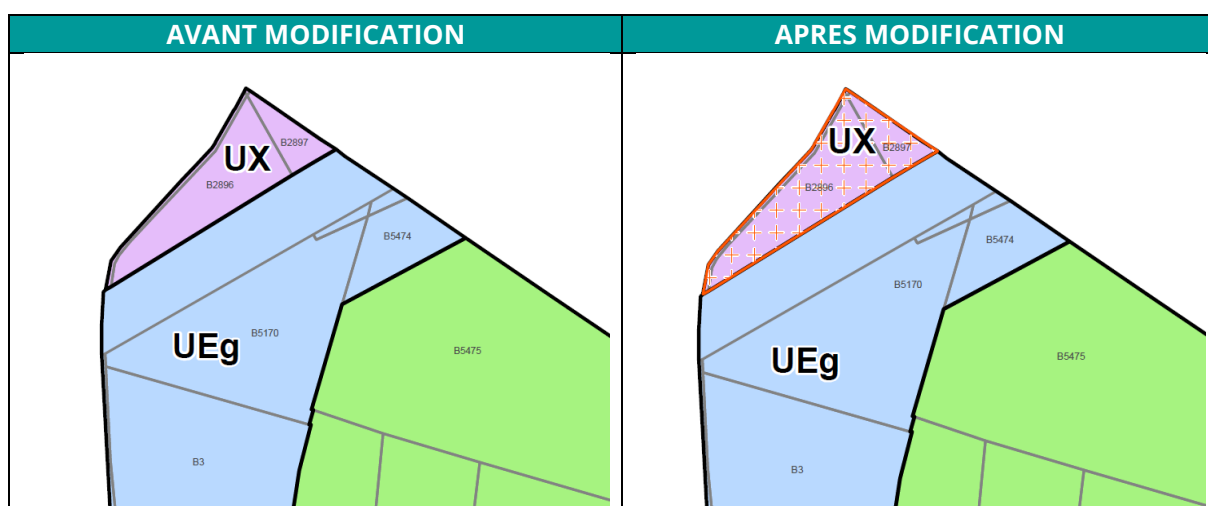 AVANT MODIFICATION
APRES MODIFICATION
B2897
UX
B2896
B5474
B5170
UEg
B5475
B3
B2897
UX
B2896
B5474
B5170
UEg
B5475
B3